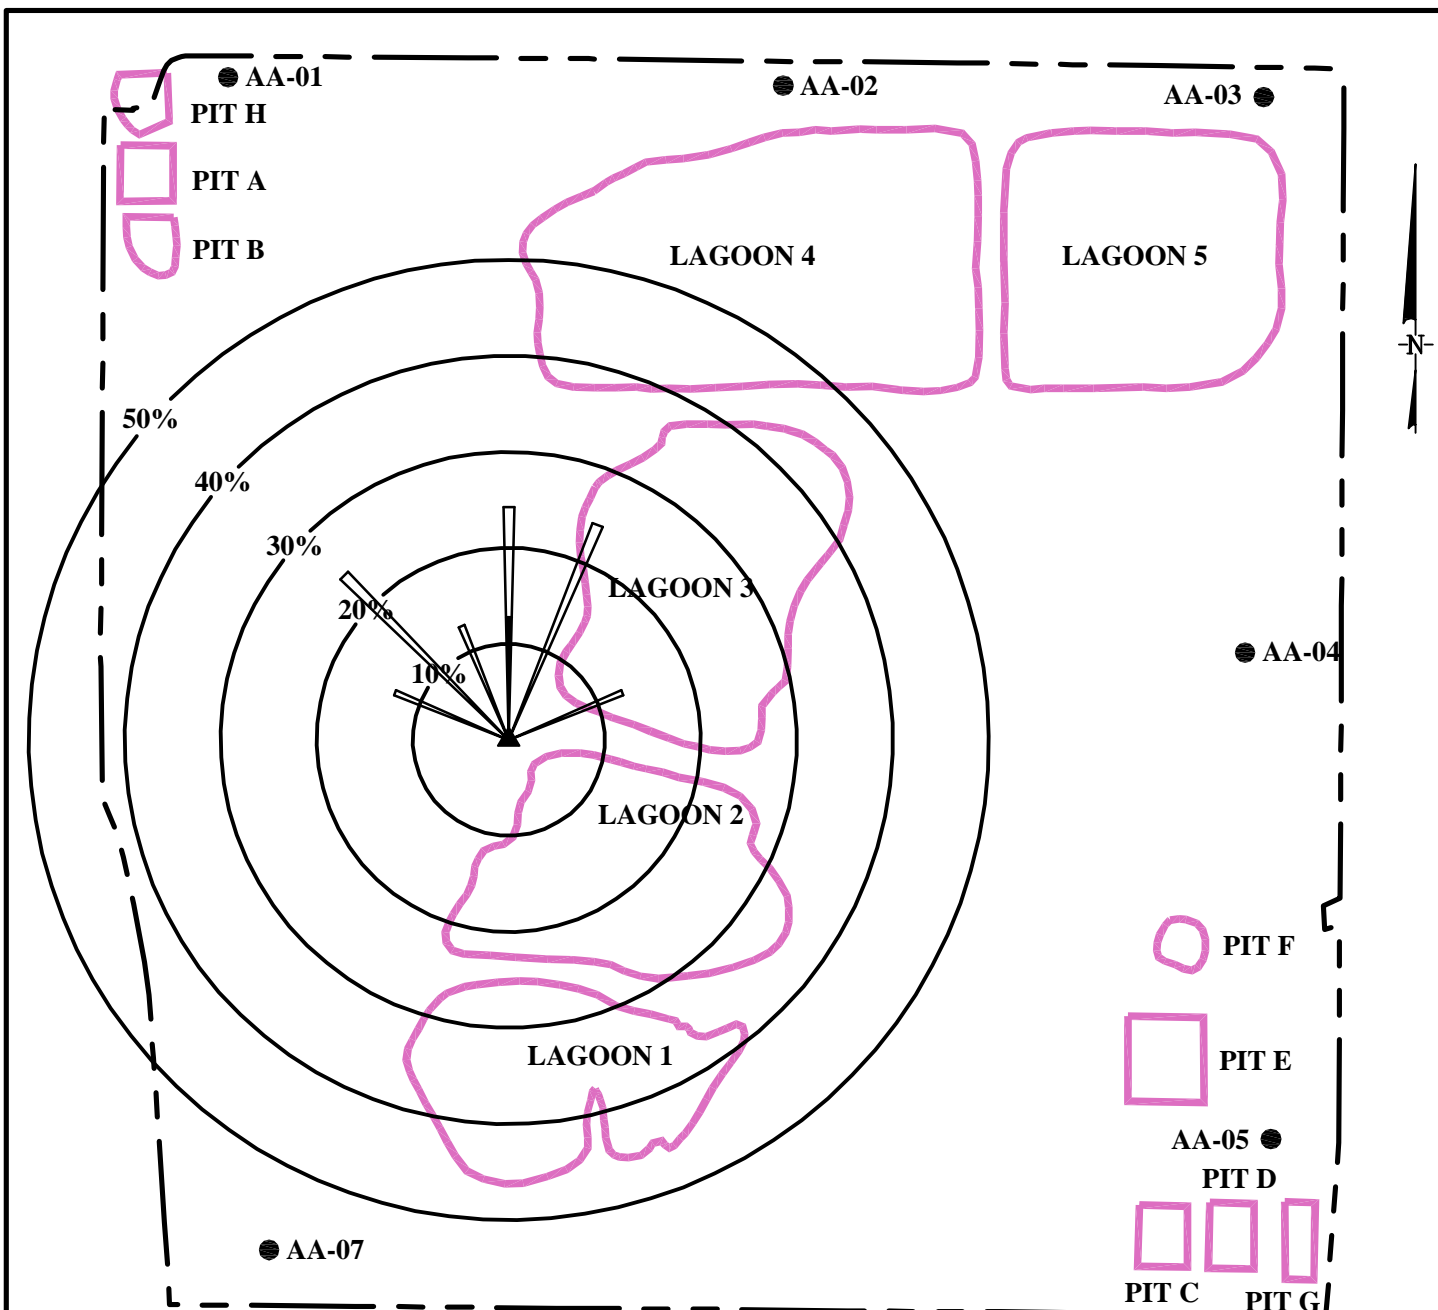 AA-01
AA-02
AA-03
PIT H
PIT A
PIT B
LAGOON 4
LAGOON 5
N
50%
40%
30%
20%
10%
LAGOON 3
AA-04
LAGOON 2
PIT F
LAGOON 1
PIT E
AA-05
PIT D
AA-07
PIT C
PIT G